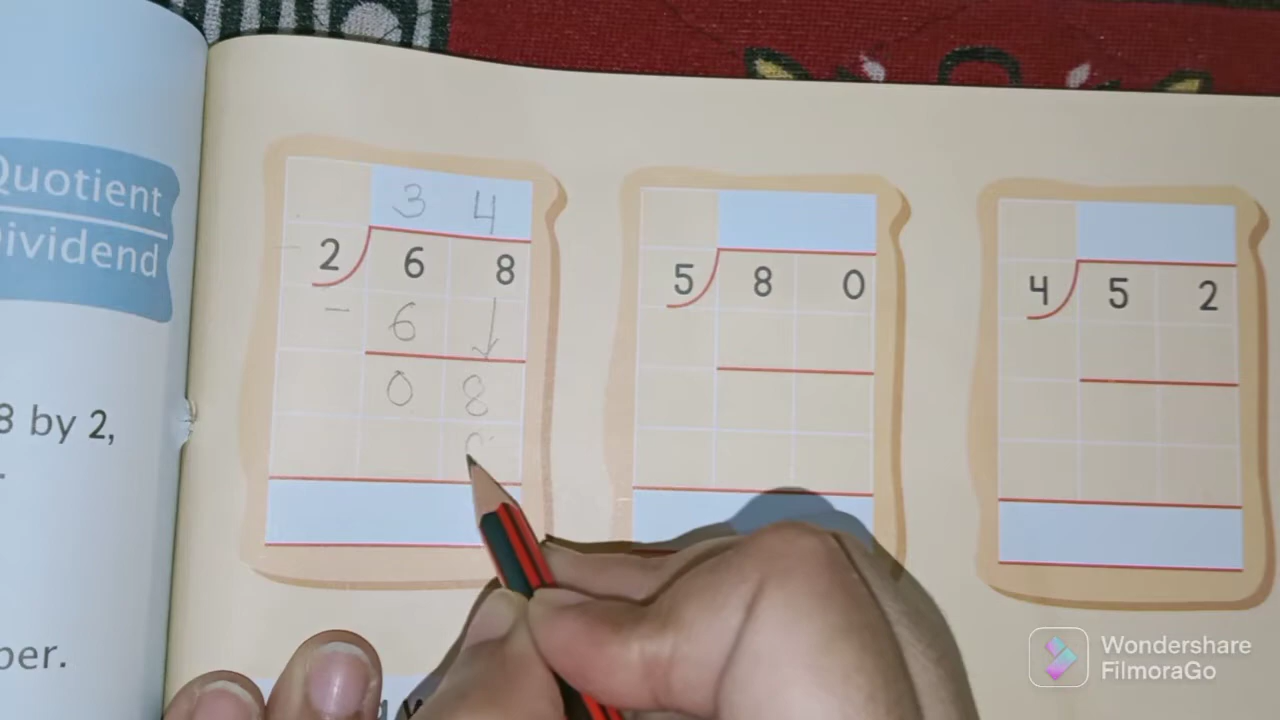 Quotient
Dividend
8 by 2,
per.
3 4
2 6 8
- 6 ↓
0 8
5 8 0
4 5 2
Wondershare
FilmoraGo